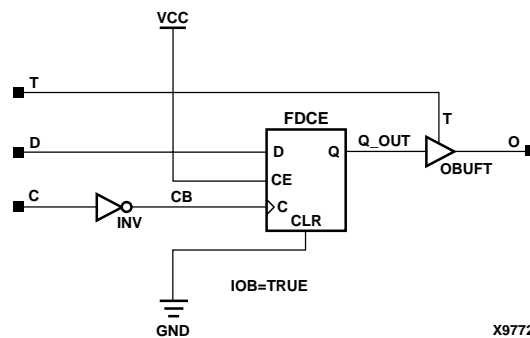 VCC
T
FDCE
T
D
D
Q
Q_OUT
O
CE
OBUFT
C
INV
CB
C
CLR
IOB=TRUE
GND
X9772